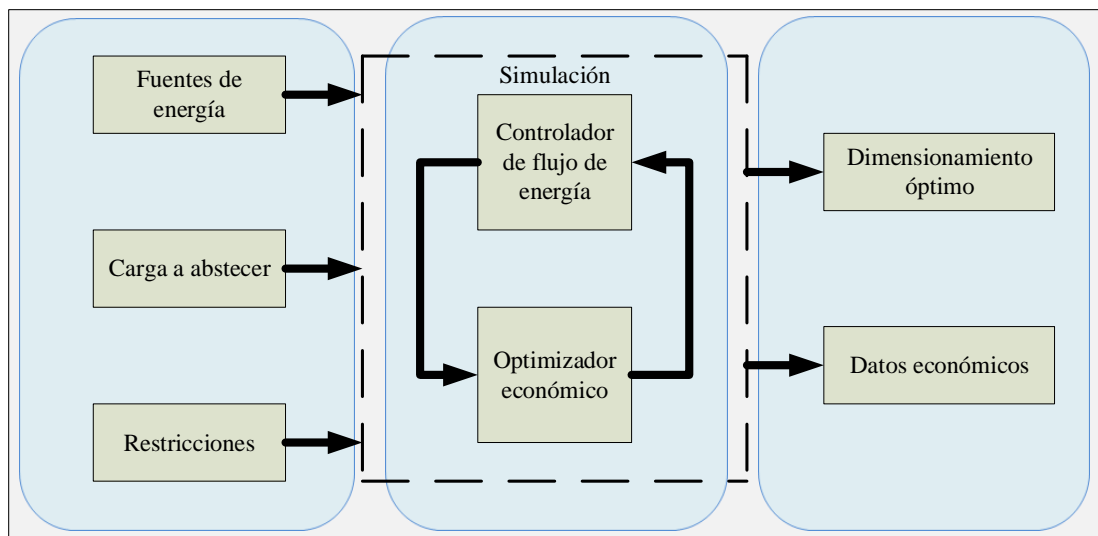 Fuentes de
energía
Carga a abstecer
Restricciones
Simulación
Controlador
de flujo de
energía
Optimizador
económico
Dimensionamiento
óptimo
Datos económicos